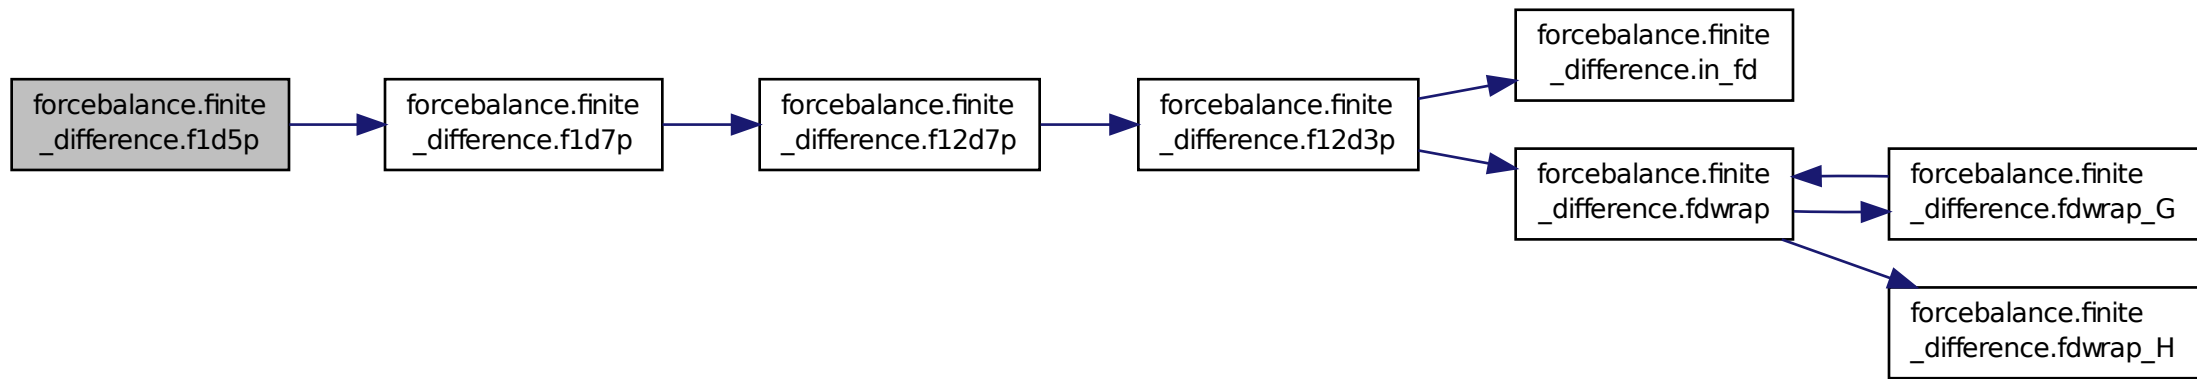 forcebalance.finite
_difference.f1d5p
forcebalance.finite
_difference.f1d7p
forcebalance.finite
_difference.f12d7p
forcebalance.finite
_difference.f12d3p
forcebalance.finite
_difference.in_fd
forcebalance.finite
_difference.fdwrap
forcebalance.finite
_difference.fdwrap_G
forcebalance.finite
_difference.fdwrap_H